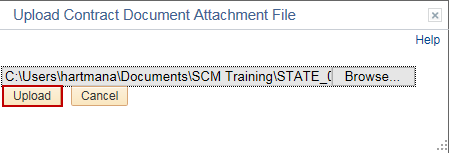 Upload Contract Document Attachment File
Help
C:\Users\hartmana\Documents\SCM Training\STATE_ Browse...
Upload Cancel